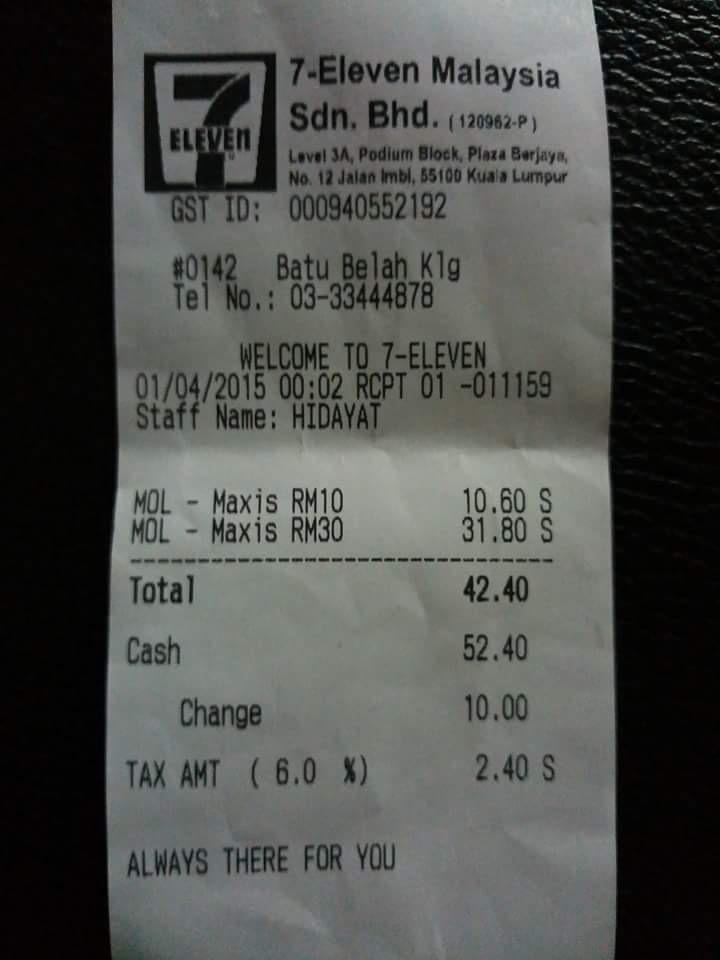 7
ELEVEn
7-Eleven Malaysia
Sdn. Bhd. (120962-P)
Level 3A, Podium Block, Plaza Berjaya,
No. 12 Jalan Imbi, 55100 Kuala Lumpur
GST ID: 000940552192
#0142 Batu Belah Klg
Tel No.: 03-33444878
WELCOME TO 7-ELEVEN
01/04/2015 00:02 RCPT 01 -011159
Staff Name: HIDAYAT
MOL - Maxis RM10 10.60 S
MOL - Maxis RM30 31.80 S
Total 42.40
Cash 52.40
Change 10.00
TAX AMT ( 6.0 %) 2.40 S
ALWAYS THERE FOR YOU